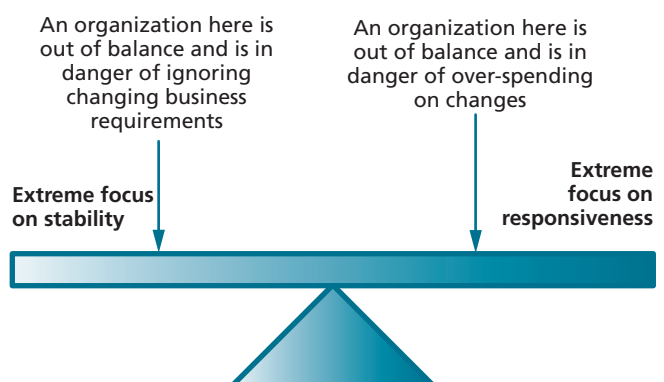 An organization here is
out of balance and is in
danger of ignoring
changing business
requirements
An organization here is
out of balance and is in
danger of over-spending
on changes
Extreme focus
on stability
Extreme
focus on
responsiveness